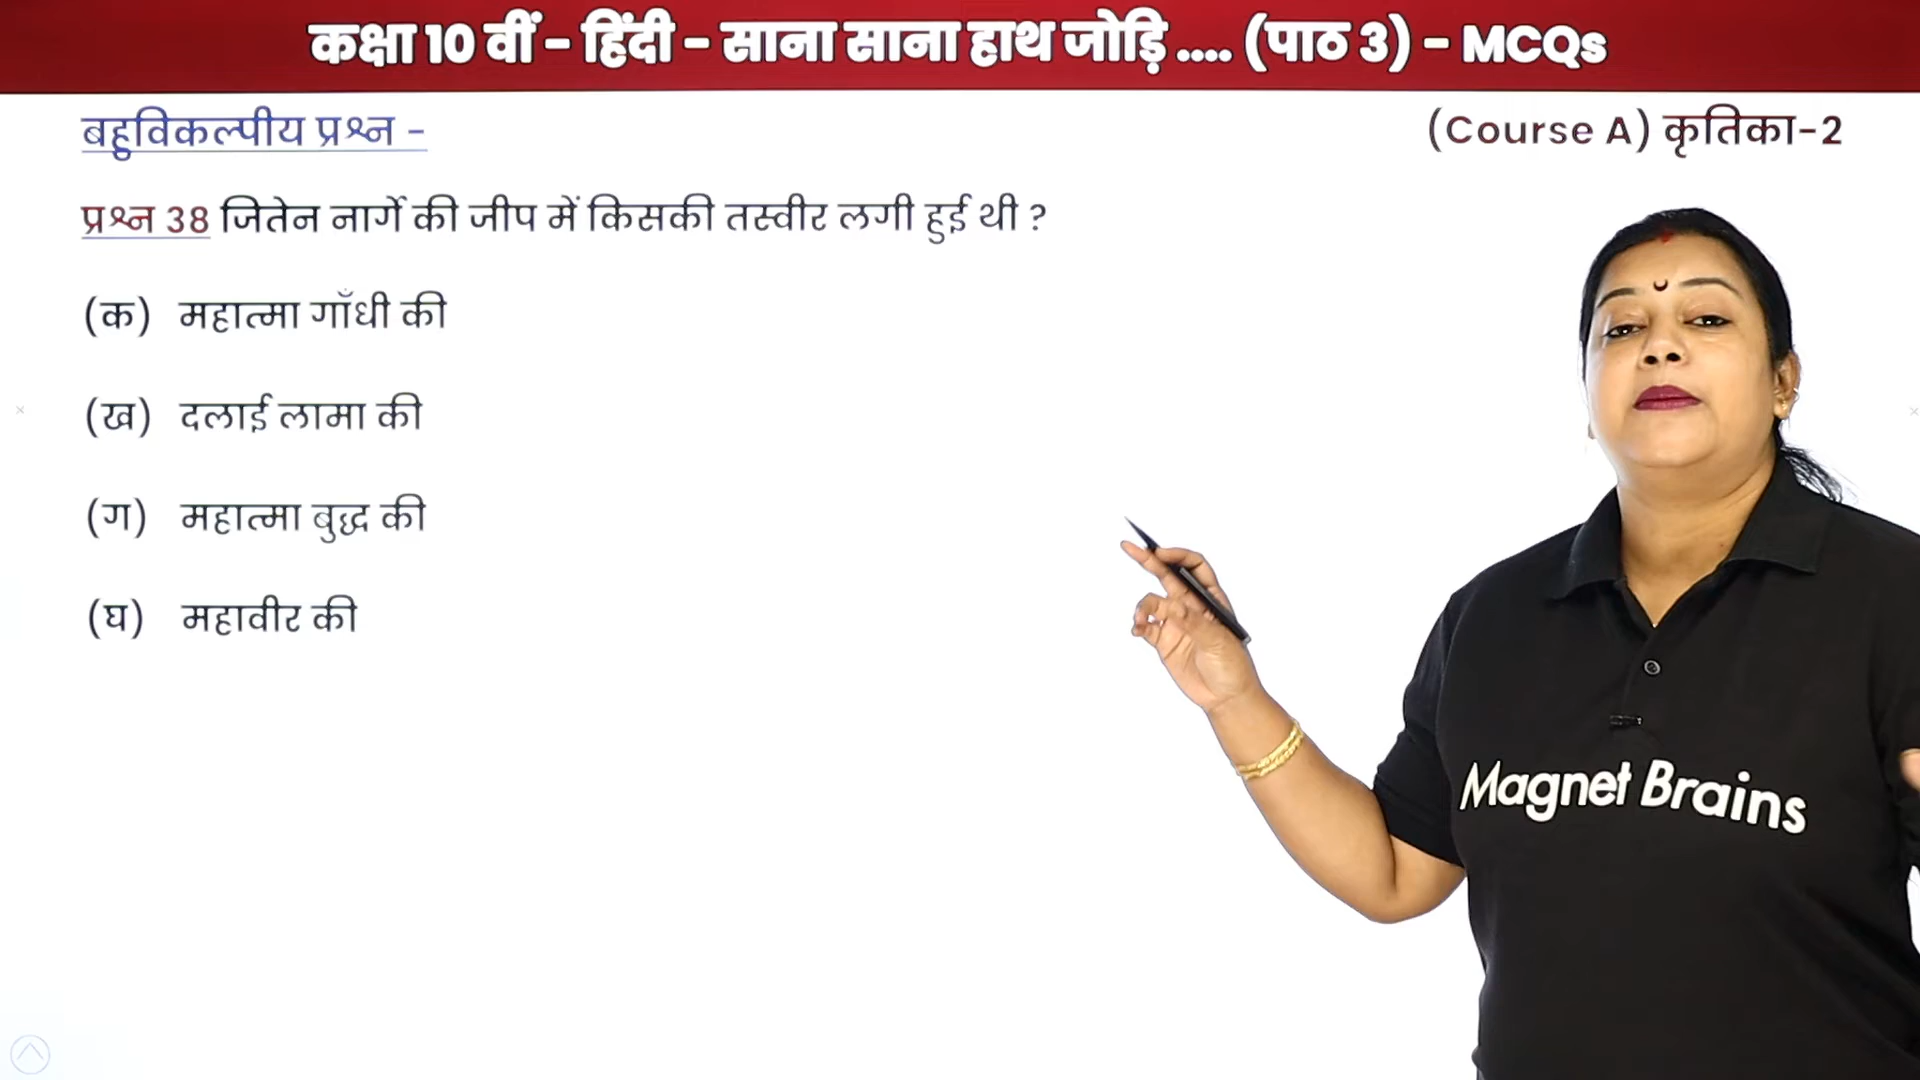 कक्षा 10 वीं - हिंदी - साना साना हाथ जोड़ि .... (पाठ 3) - MCQs
बहुविकल्पीय प्रश्न -
(Course A) कृतिका-2
प्रश्न 38 जितेन नार्गे की जीप में किसकी तस्वीर लगी हुई थी ?
(क) महात्मा गाँधी की
(ख) दलाई लामा की
(ग) महात्मा बुद्ध की
(घ) महावीर की
Magnet Brains